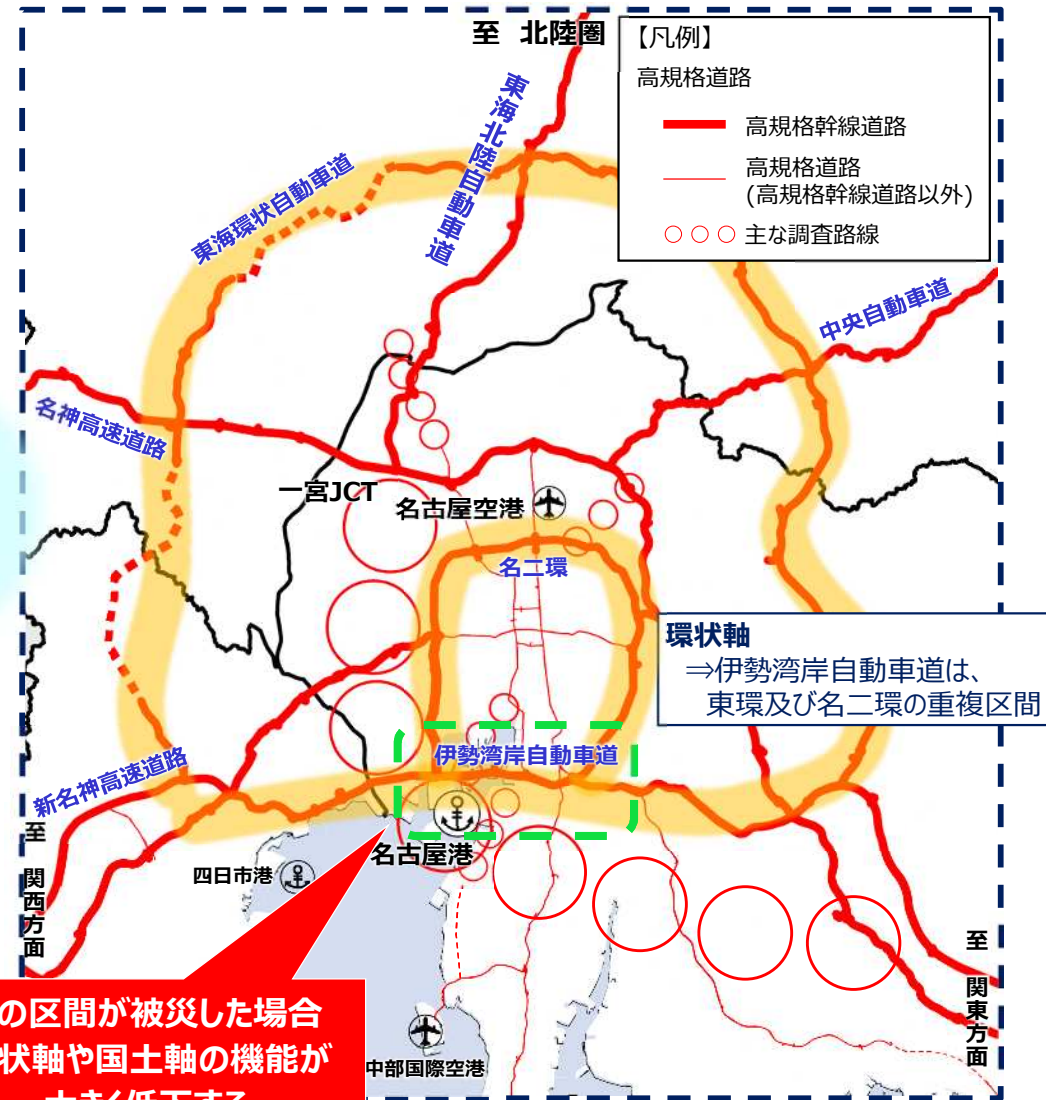 至 北陸圏
【凡例】
高規格道路
高規格幹線道路
高規格道路
(高規格幹線道路以外)
○○○ 主な調査路線
東海北陸自動車道
東海環状自動車道
中央自動車道
名神高速道路
一宮JCT
名古屋空港
名二環
環状軸
⇒伊勢湾岸自動車道は、
東環及び名二環の重複区間
伊勢湾岸自動車道
新名神高速道路
至
関西方面
名古屋港
四日市港
至
関東方面
の区間が被災した場合
状軸や国土軸の機能が
大きく低下する
中部国際空港